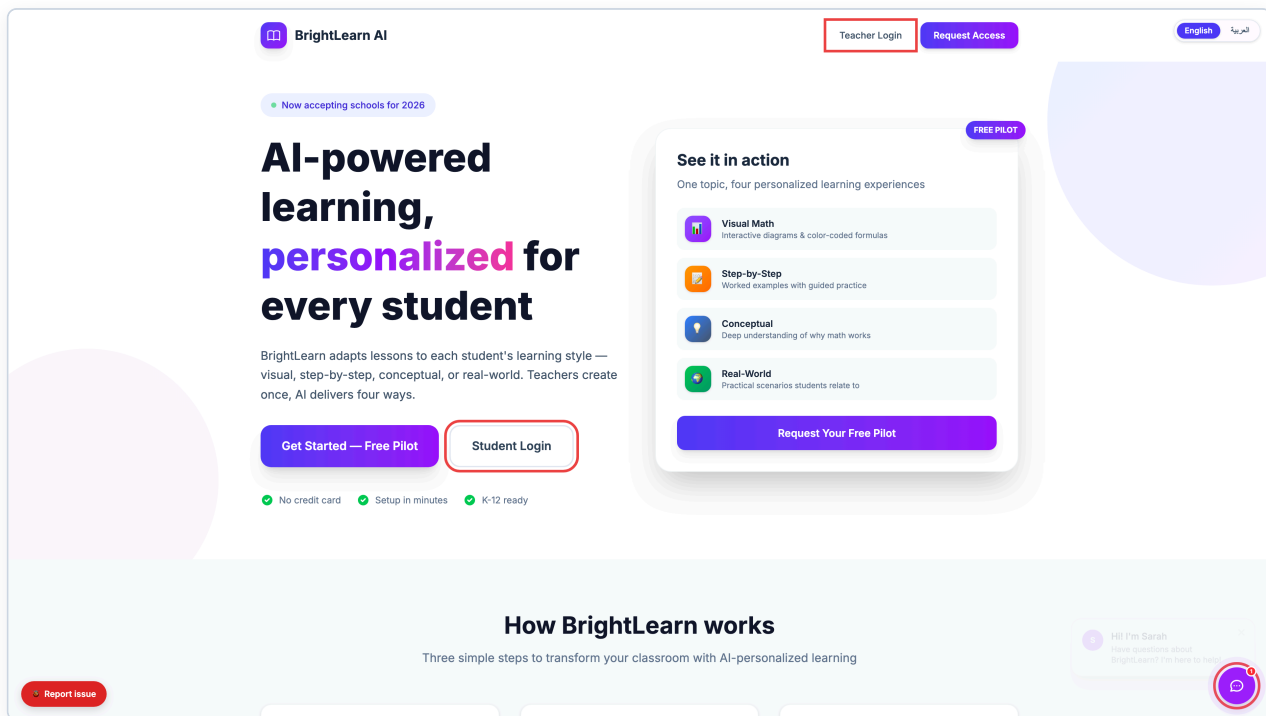 BrightLearn AI
Teacher Login
Request Access
English
العربية
Now accepting schools for 2026
AI-powered
learning,
personalized for
every student
BrightLearn adapts lessons to each student's learning style —
visual, step-by-step, conceptual, or real-world. Teachers create
once, AI delivers four ways.
Get Started — Free Pilot
Student Login
No credit card
Setup in minutes
K-12 ready
FREE PILOT
See it in action
One topic, four personalized learning experiences
Visual Math
Interactive diagrams & color-coded formulas
Step-by-Step
Worked examples with guided practice
Conceptual
Deep understanding of why math works
Real-World
Practical scenarios students relate to
Request Your Free Pilot
How BrightLearn works
Three simple steps to transform your classroom with AI-personalized learning
S
Hi! I'm Sarah
Have questions about
BrightLearn? I'm here to help!
1
Report issue